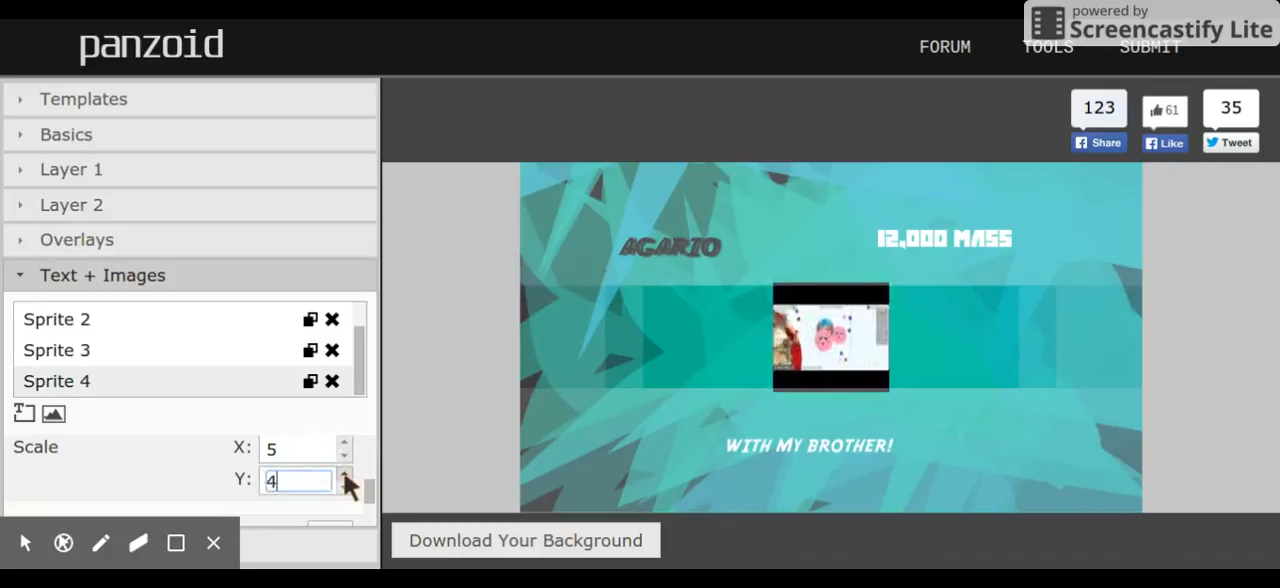 powered by
Screencastify Lite
panzoid
FORUM
TOOLS
SUBMIT
Templates
Basics
Layer 1
Layer 2
Overlays
Text + Images
Sprite 2
Sprite 3
Sprite 4
Scale
X: 5
Y: 4
123
61
35
Share
Like
Tweet
AGARIO
12,000 MASS
WITH MY BROTHER!
Download Your Background